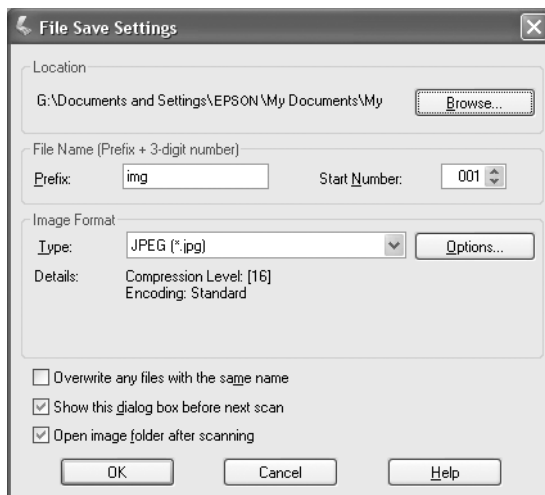 File Save Settings
Location
G:\Documents and Settings\EPSON\My Documents\My
Browse...
File Name (Prefix + 3-digit number)
Prefix: img Start Number: 001
Image Format
Type: JPEG (*.jpg) Options...
Details: Compression Level: [16]
Encoding: Standard
Overwrite any files with the same name
Show this dialog box before next scan
Open image folder after scanning
OK Cancel Help